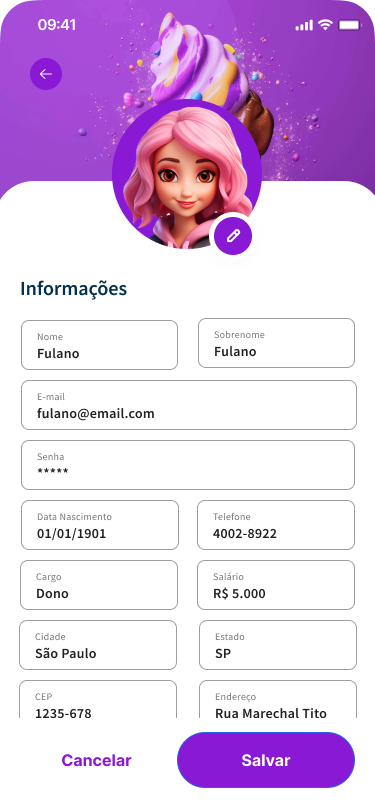 09:41
Informações
Nome
Fulano
Sobrenome
Fulano
E-mail
fulano@email.com
Senha
*****
Data Nascimento
01/01/1901
Telefone
4002-8922
Cargo
Dono
Salário
R$ 5.000
Cidade
São Paulo
Estado
SP
CEP
1235-678
Endereço
Rua Marechal Tito
Cancelar
Salvar